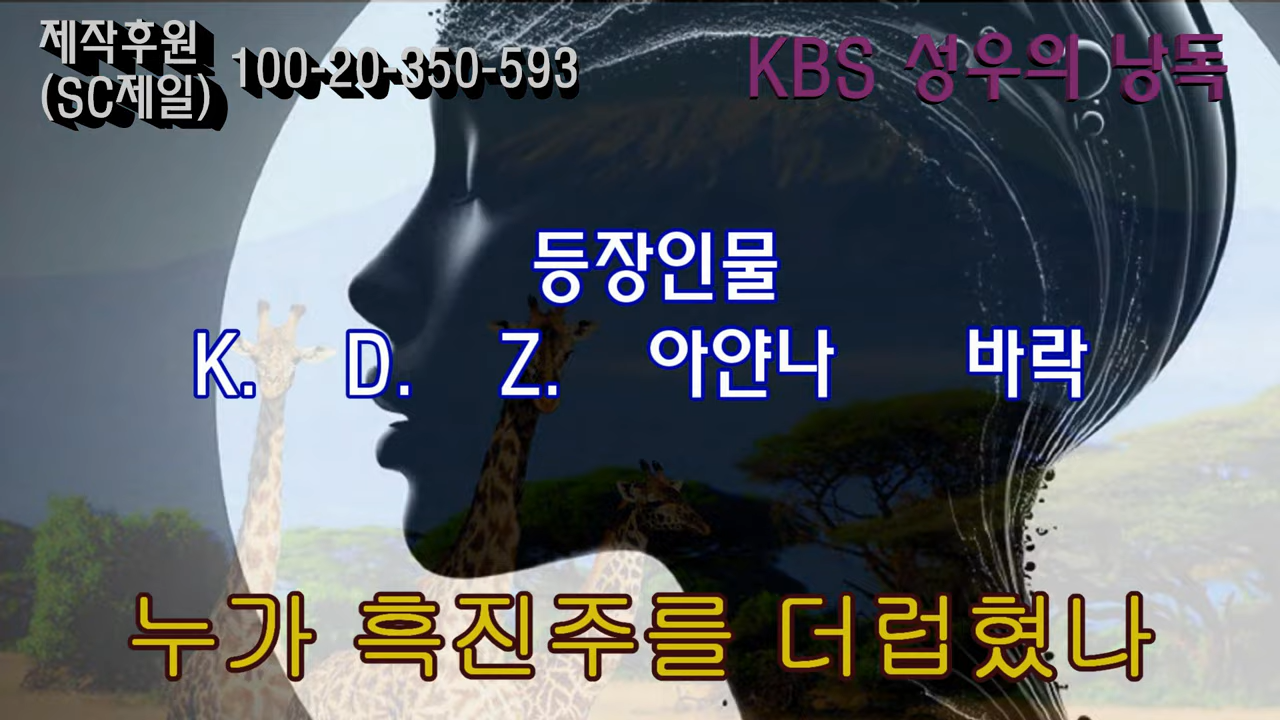 제작후원
(SC제일)
100-20-350-593
KBS 성우의 낭독
등장인물
K. D. Z. 아얀나 바락
누가 흑진주를 더럽혔나